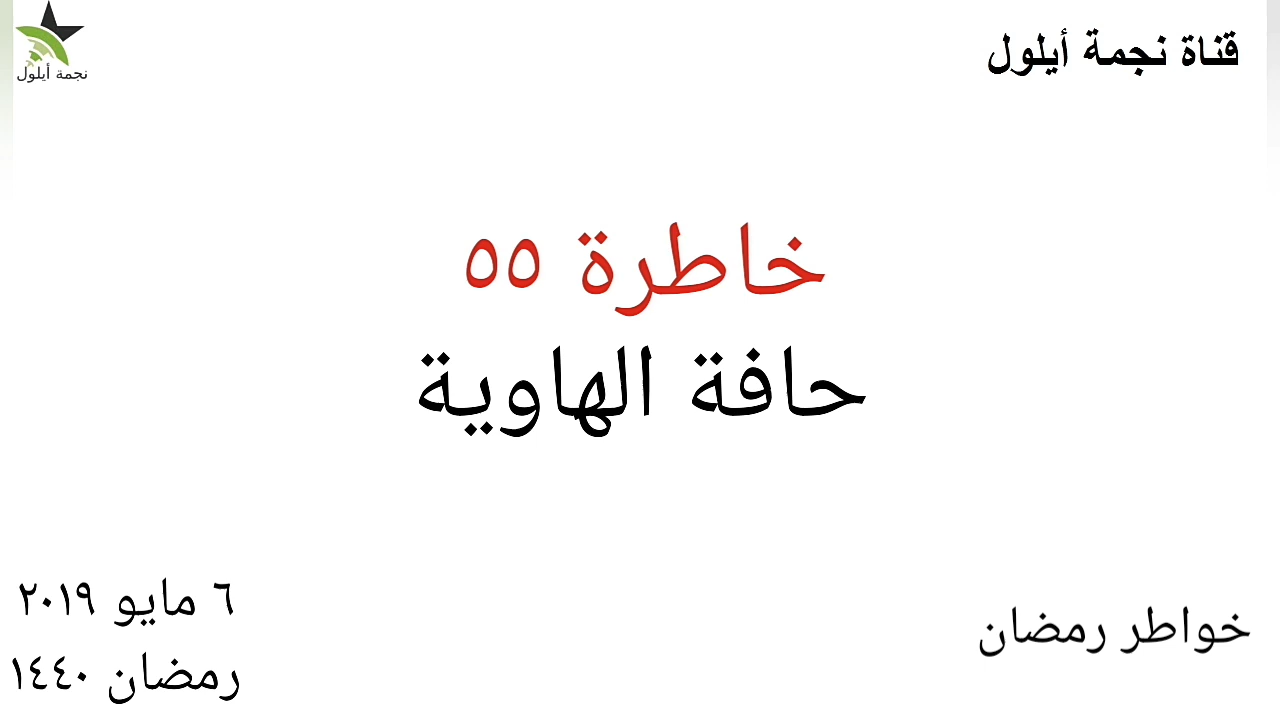 قناة نجمة أيلول
نجمة أيلول
خاطرة ٥٥
حافة الهاوية
خواطر رمضان
٦ مايو ٢٠١٩
رمضان ١٤٤٠